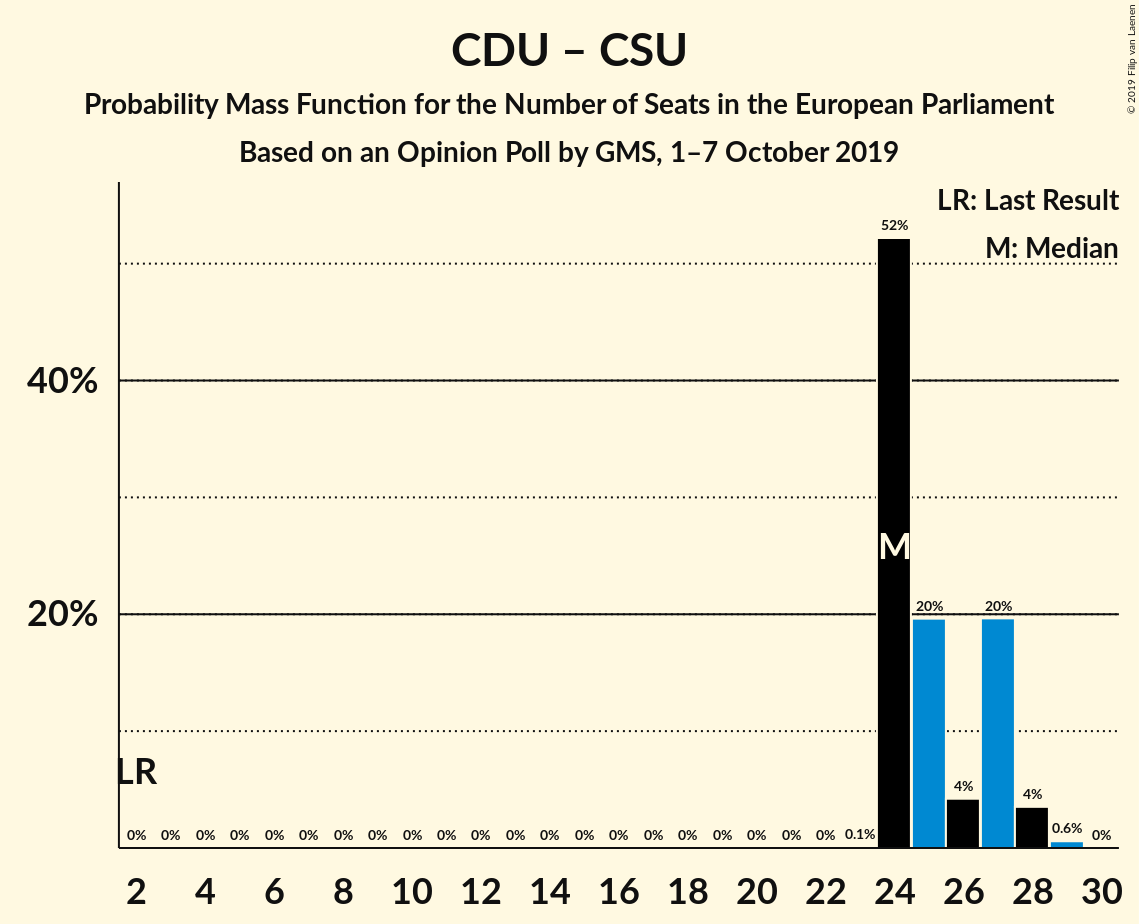 CDU – CSU
Probability Mass Function for the Number of Seats in the European Parliament
Based on an Opinion Poll by GMS, 1–7 October 2019
© 2019 Filip van Laenen
LR: Last Result
M: Median
52%
40%
M
20%
20% 20%
LR
4% 4%
0% 0% 0% 0% 0% 0% 0% 0% 0% 0% 0% 0% 0% 0% 0% 0% 0% 0% 0% 0% 0% 0.1% 0.6% 0%
2 4 6 8 10 12 14 16 18 20 22 24 26 28 30